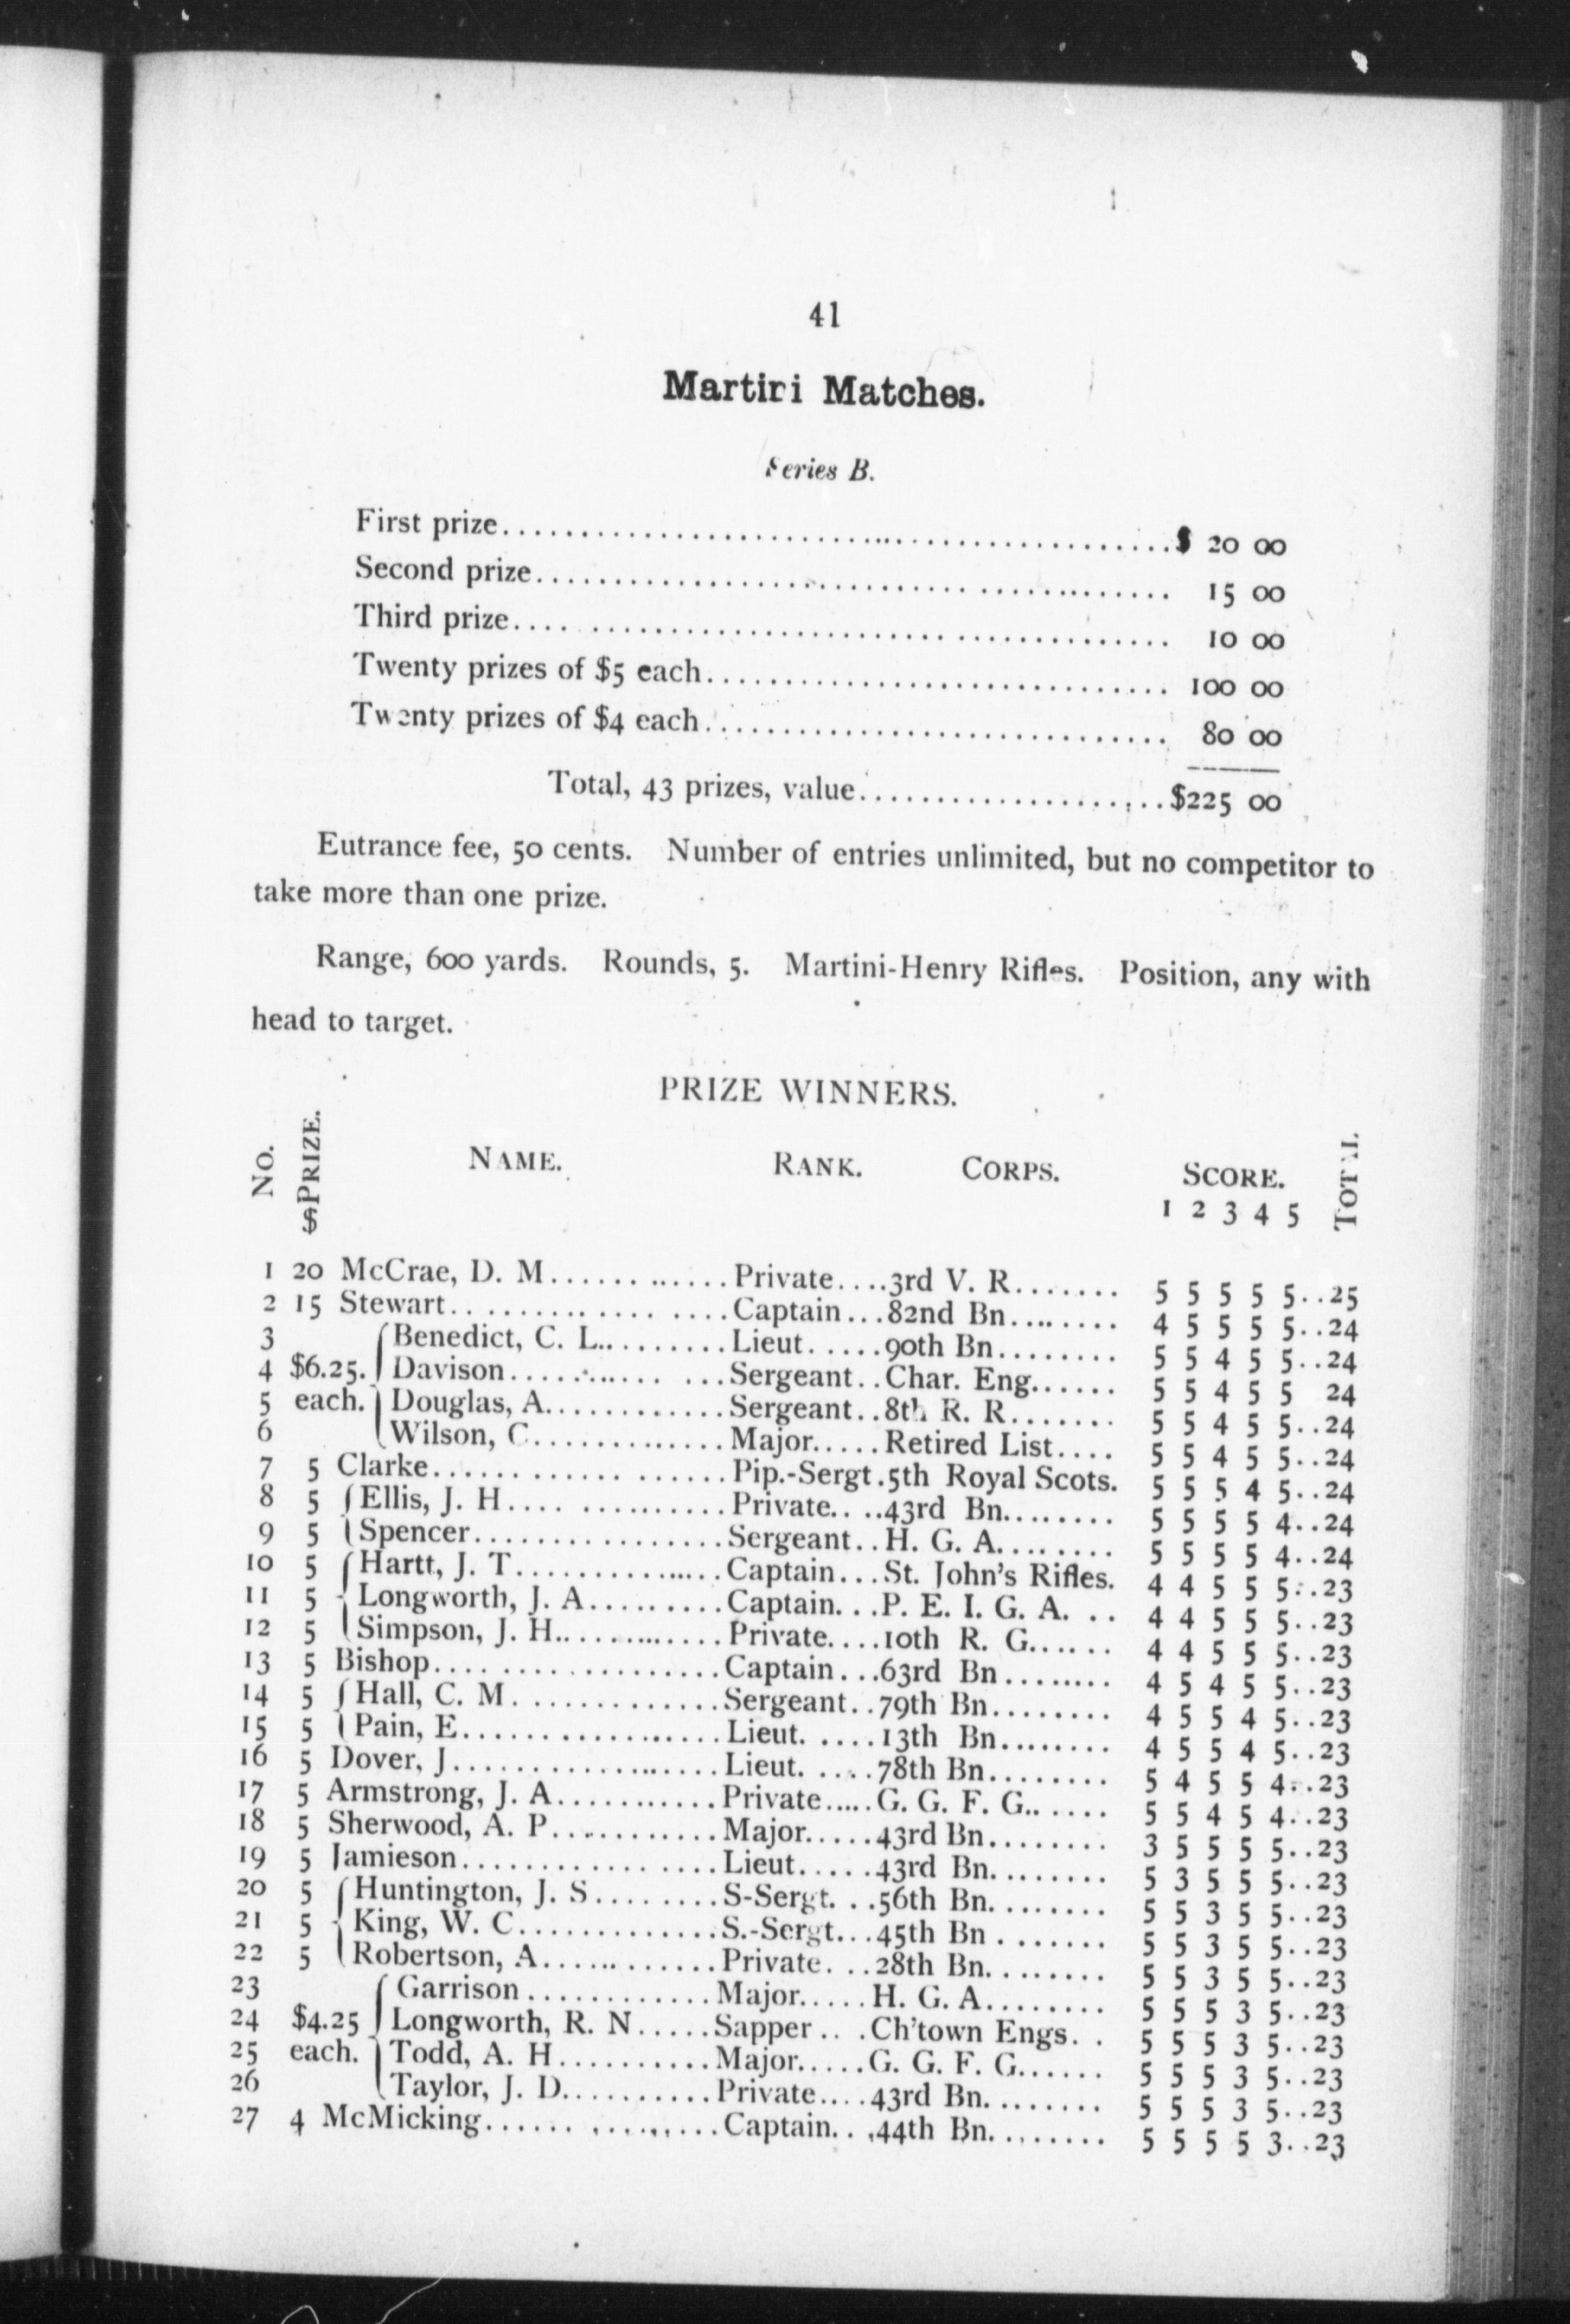 41
Martini Matches.
Series B.
First prize........................................$ 20 00
Second prize........................................ 15 00
Third prize........................................ 10 00
Twenty prizes of $5 each.............................. 100 00
Twenty prizes of $4 each.............................. 80 00
Total, 43 prizes, value....................$225 00
Eutrance fee, 50 cents. Number of entries unlimited, but no competitor to
take more than one prize.
Range, 600 yards. Rounds, 5. Martini-Henry Rifles. Position, any with
head to target.
PRIZE WINNERS.
No. $PRIZE. NAME. RANK. CORPS. SCORE. TOTAL
1 2 3 4 5
1 20 McCrae, D. M............Private....3rd V. R....... 5 5 5 5 5..25
2 15 Stewart..................Captain...82nd Bn........ 4 5 5 5 5..24
3 Benedict, C. L.........Lieut.....90th Bn........ 5 5 4 5 5..24
4 $6.25. Davison.............Sergeant..Char. Eng...... 5 5 4 5 5 24
5 each. Douglas, A............Sergeant..8th R. R....... 5 5 4 5 5..24
6 Wilson, C.............Major.....Retired List.... 5 5 4 5 5..24
7 5 Clarke...................Pip.-Sergt.5th Royal Scots. 5 5 5 4 5..24
8 5 Ellis, J. H.............Private....43rd Bn........ 5 5 5 5 4..24
9 5 Spencer.................Sergeant..H. G. A........ 5 5 5 5 4..24
10 5 Hartt, J. T..............Captain...St. John's Rifles. 4 4 5 5 5..23
11 5 Longworth, J. A.........Captain...P. E. I. G. A. .. 4 4 5 5 5..23
12 5 Simpson, J. H...........Private....10th R. G...... 4 4 5 5 5..23
13 5 Bishop...................Captain...63rd Bn........ 4 5 4 5 5..23
14 5 Hall, C. M..............Sergeant..79th Bn........ 4 5 5 4 5..23
15 5 Pain, E.................Lieut. ....13th Bn........ 4 5 5 4 5..23
16 5 Dover, J..................Lieut. ....78th Bn........ 5 4 5 5 4..23
17 5 Armstrong, J. A...........Private.....G. G. F. G...... 5 5 4 5 4..23
18 5 Sherwood, A. P...........Major.....43rd Bn........ 3 5 5 5 5..23
19 5 Jamieson.................Lieut.....43rd Bn........ 5 3 5 5 5..23
20 5 Huntington, J. S........S-Sergt. ..56th Bn........ 5 5 3 5 5..23
21 5 King, W. C..............S.-Sergt...45th Bn ....... 5 5 3 5 5..23
22 5 Robertson, A............Private. ..28th Bn........ 5 5 3 5 5..23
23 Garrison ............Major.....H. G. A........ 5 5 5 3 5..23
24 $4.25 Longworth, R. N.....Sapper.. .Ch'town Engs. . 5 5 5 3 5..23
25 each. Todd, A. H..........Major.....G. G. F. G...... 5 5 5 3 5..23
26 Taylor, J. D..........Private....43rd Bn........ 5 5 5 3 5..23
27 4 McMicking...............Captain...44th Bn........ 5 5 5 5 3..23